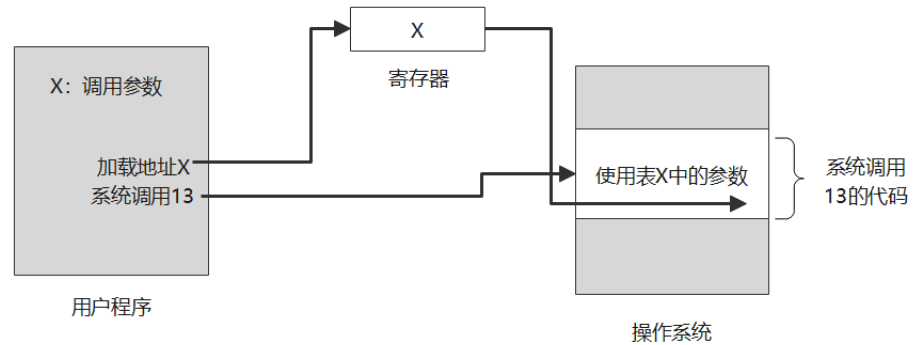 X
寄存器
X：调用参数
加载地址X
系统调用13
用户程序
使用表X中的参数
系统调用
13的代码
操作系统